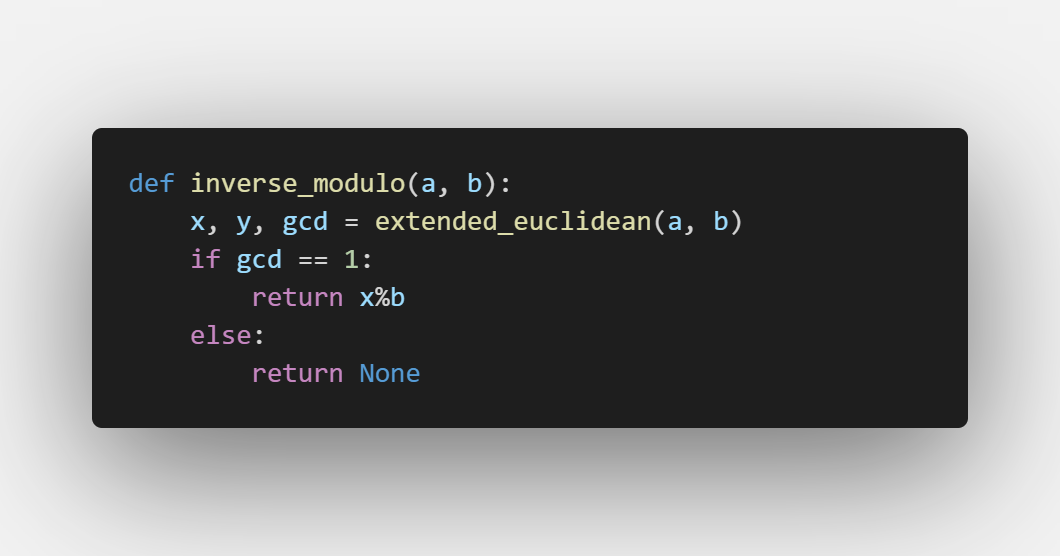 def inverse_modulo(a, b):
    x, y, gcd = extended_euclidean(a, b)
    if gcd == 1:
        return x%b
    else:
        return None